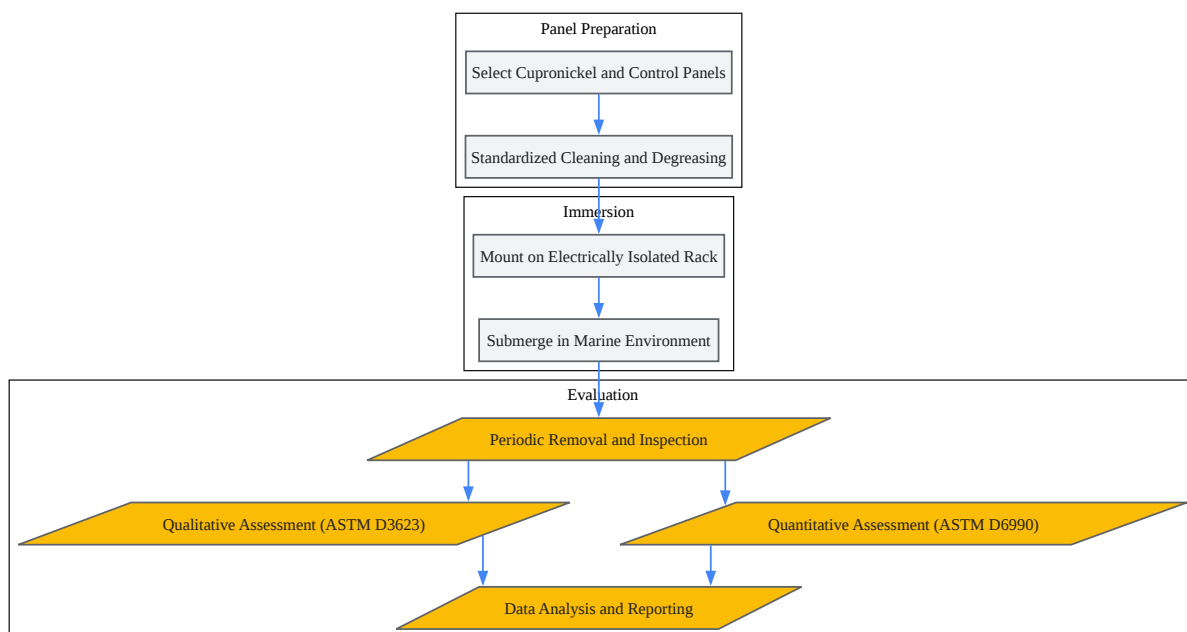 Panel Preparation
Select Cupronickel and Control Panels
Standardized Cleaning and Degreasing
Immersion
Mount on Electrically Isolated Rack
Submerge in Marine Environment
Evaluation
Periodic Removal and Inspection
Qualitative Assessment (ASTM D3623)
Quantitative Assessment (ASTM D6990)
Data Analysis and Reporting